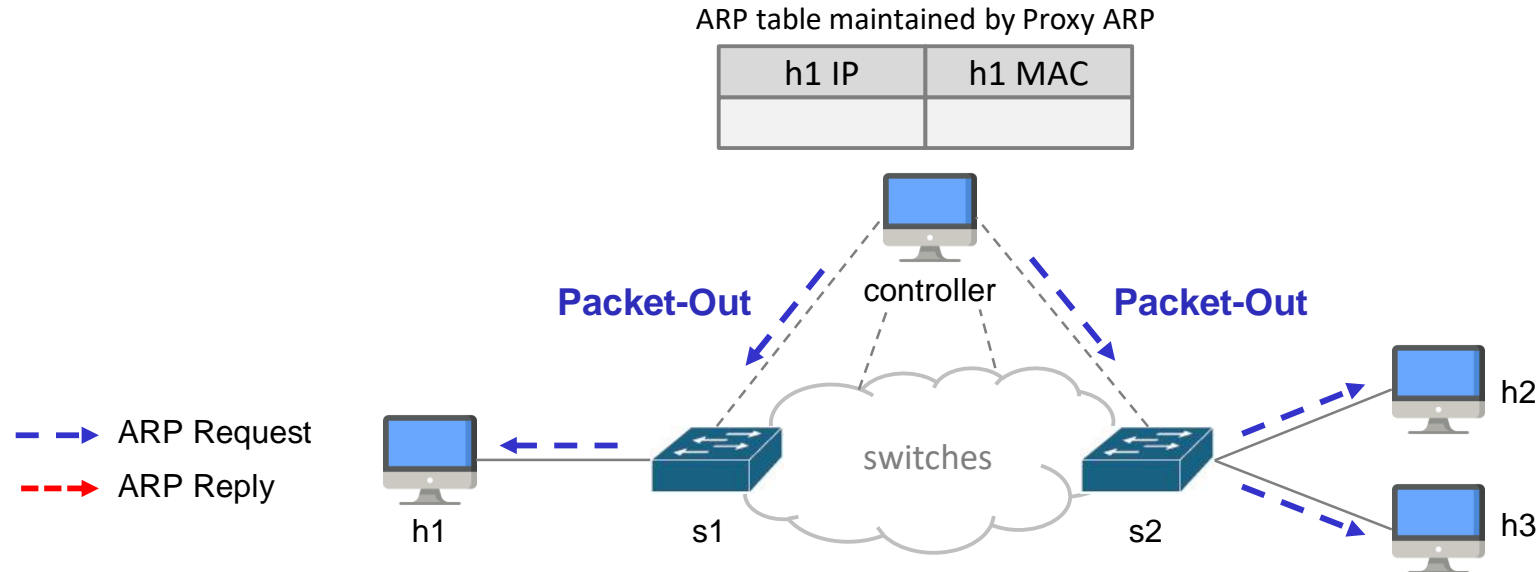 ARP table maintained by Proxy ARP
h1 IP h1 MAC
controller
Packet-Out
Packet-Out
ARP Request
ARP Reply
h1
s1
switches
s2
h2
h3